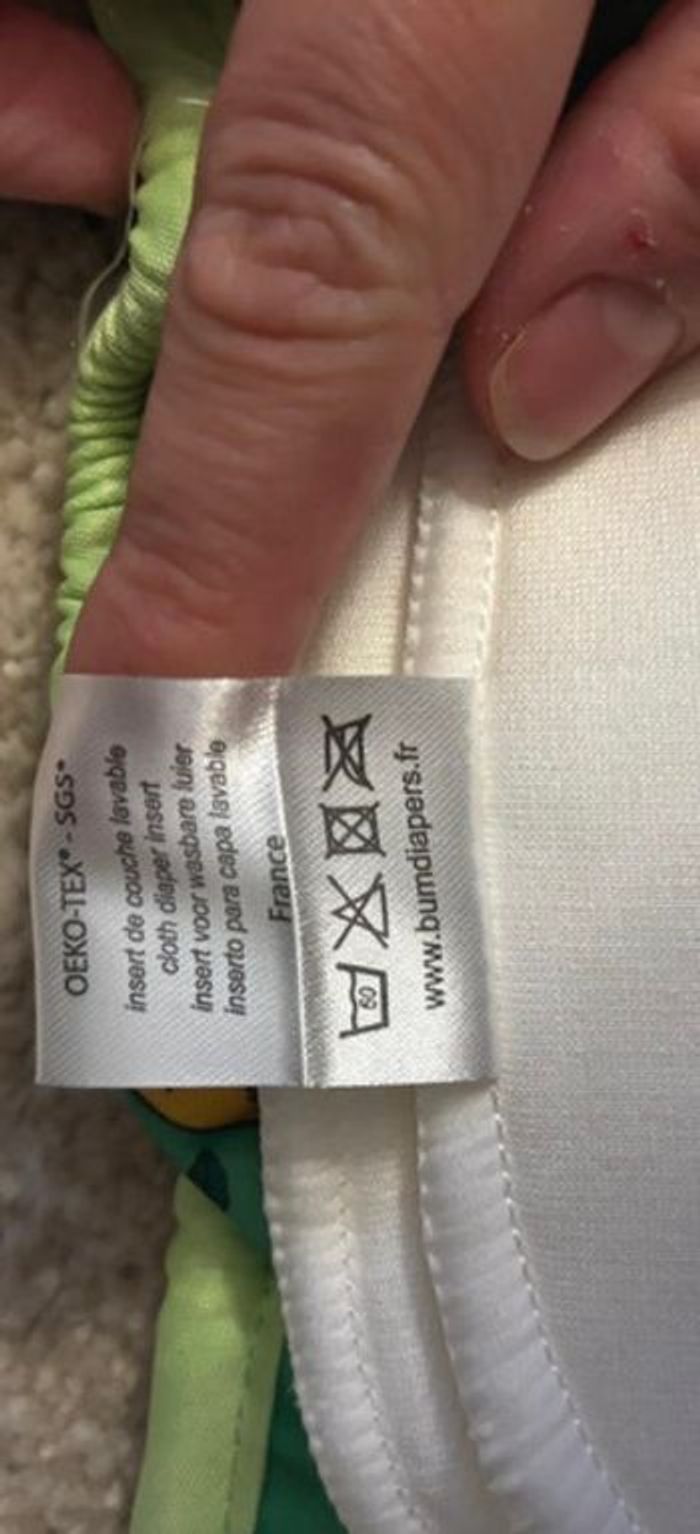 OEKO-TEX® - SGS®
insert de couche lavable
cloth diaper insert
insert voor wasbare luier
inserto para capa lavable
France
60
www.bumdiapers.fr